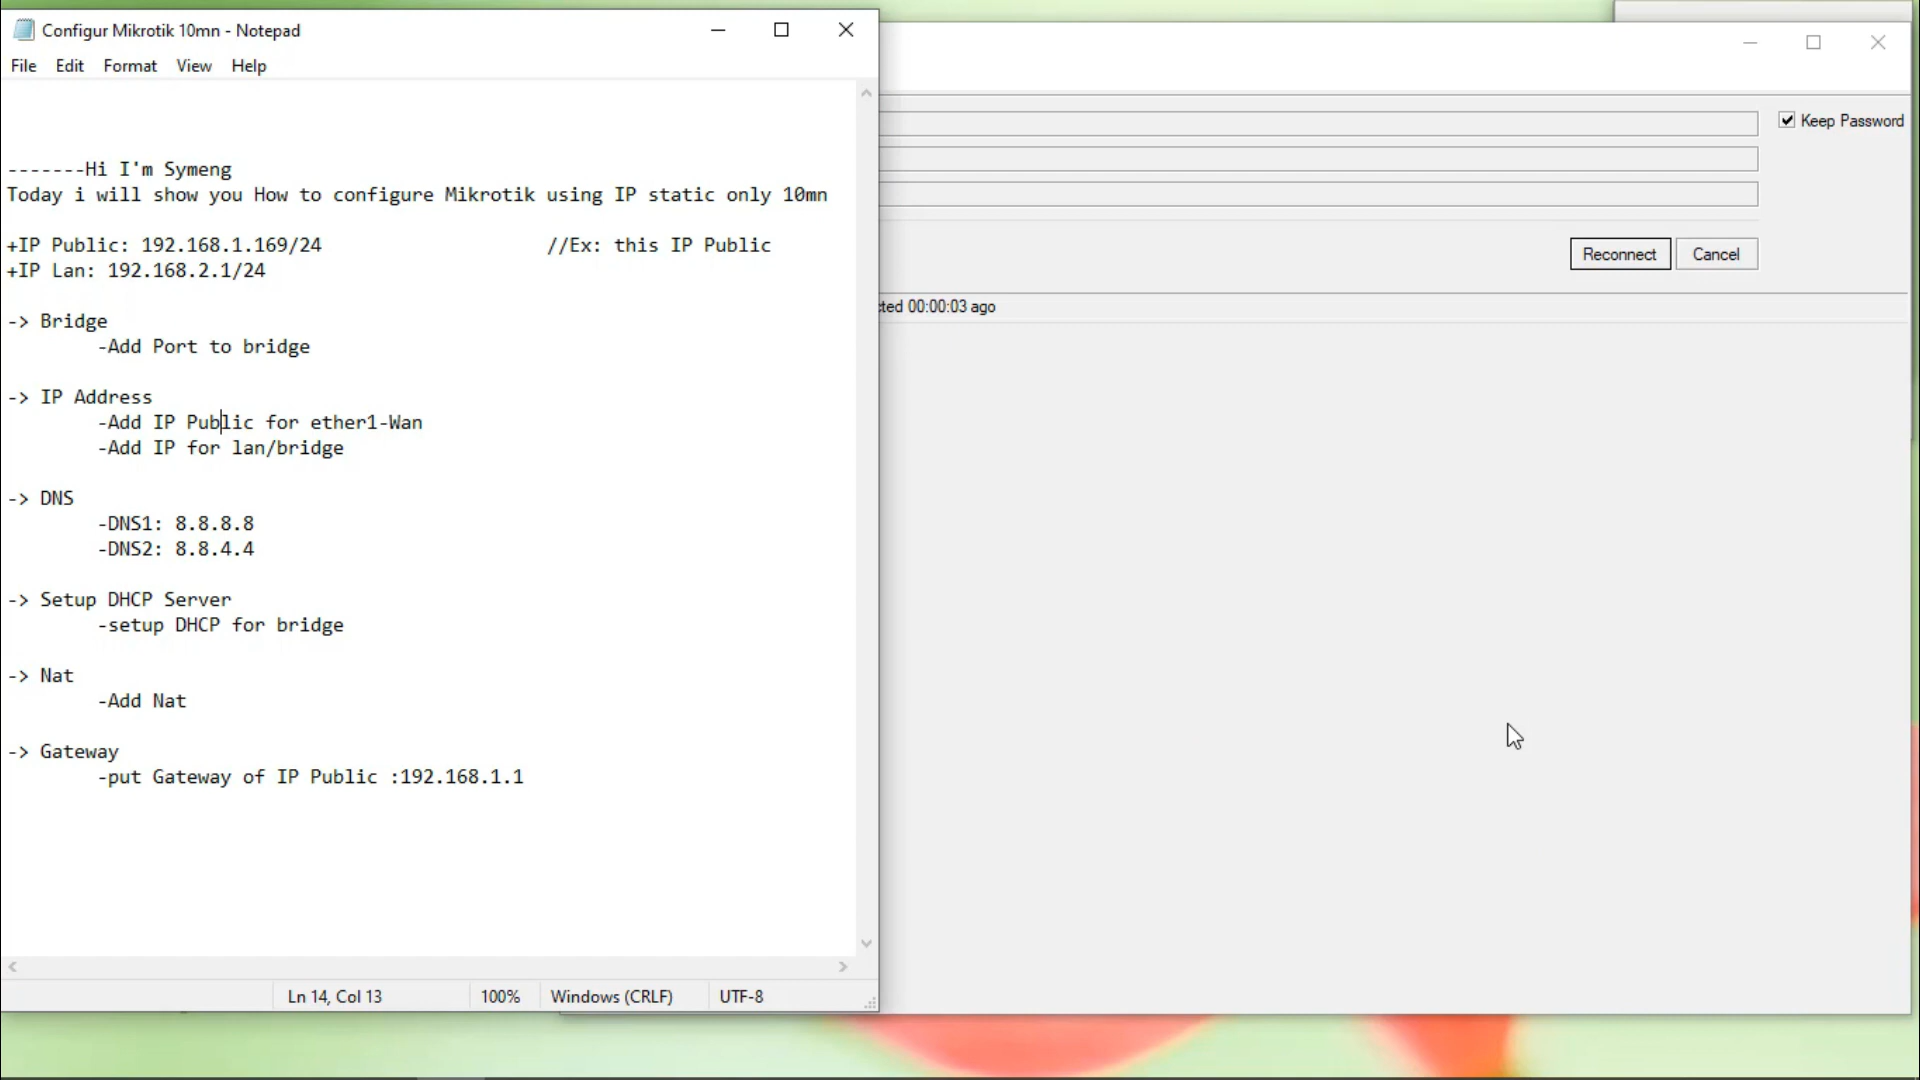 Configur Mikrotik 10mn - Notepad
File Edit Format View Help
-------Hi I'm Symeng
Today i will show you How to configure Mikrotik using IP static only 10mn
+IP Public: 192.168.1.169/24 //Ex: this IP Public
+IP Lan: 192.168.2.1/24
-> Bridge
-Add Port to bridge
-> IP Address
-Add IP Public for ether1-Wan
-Add IP for lan/bridge
-> DNS
-DNS1: 8.8.8.8
-DNS2: 8.8.4.4
-> Setup DHCP Server
-setup DHCP for bridge
-> Nat
-Add Nat
-> Gateway
-put Gateway of IP Public :192.168.1.1
Ln 14, Col 13 100% Windows (CRLF) UTF-8
Keep Password
Reconnect Cancel
cted 00:00:03 ago